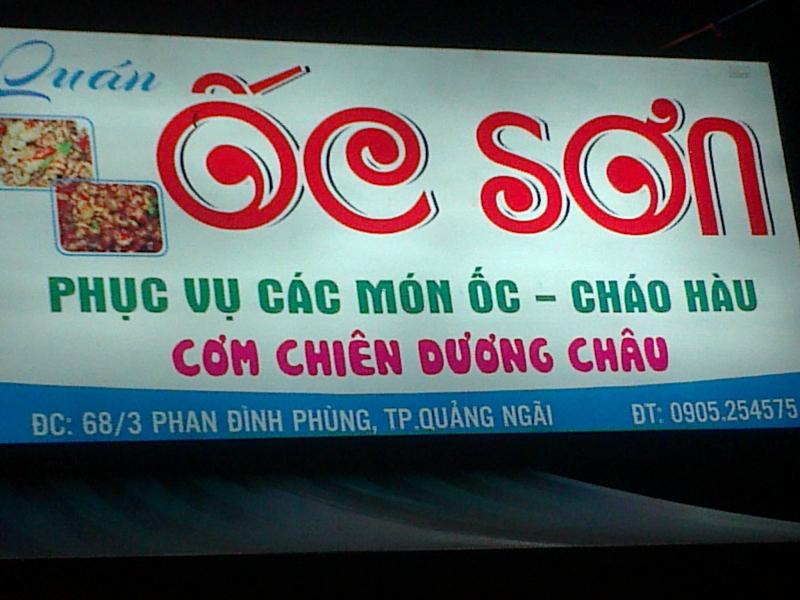 Quán
ỐC SƠN
PHỤC VỤ CÁC MÓN ỐC - CHÁO HÀU
CƠM CHIÊN DƯƠNG CHÂU
ĐC: 68/3 PHAN ĐÌNH PHÙNG, TP.QUẢNG NGÃI ĐT: 0905.254575